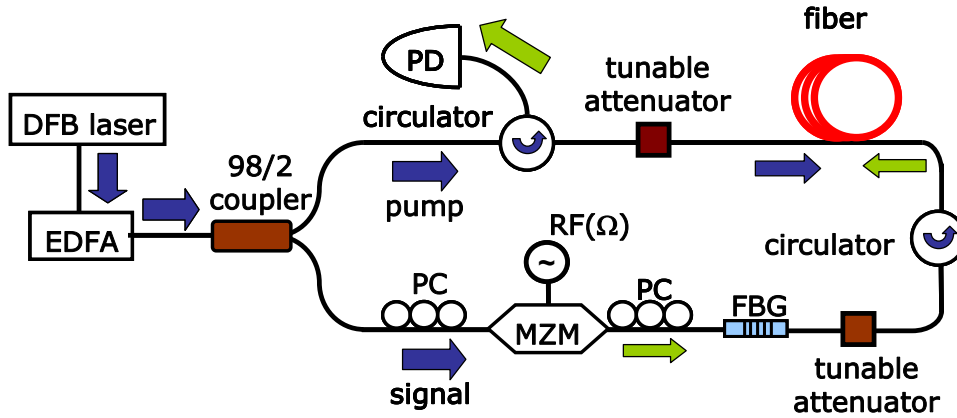 DFB laser
EDFA
98/2
coupler
PD
circulator
pump
tunable
attenuator
fiber
circulator
RF(Ω)
~
PC
MZM
PC
FBG
signal
tunable
attenuator